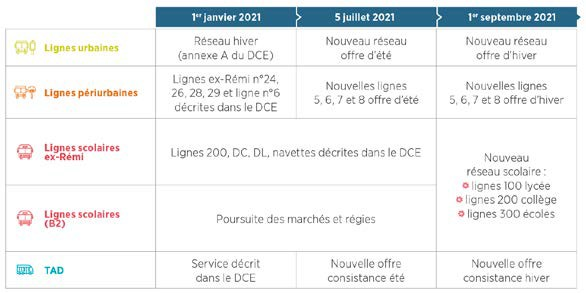 1er janvier 2021
5 juillet 2021
1er septembre 2021
Lignes urbaines
Réseau hiver
(annexe A du DCE)
Nouveau réseau
offre d'été
Nouveau réseau
offre d'hiver
Lignes périurbaines
Lignes ex-Rémi n°24,
26, 28, 29 et ligne n°6
décrites dans le DCE
Nouvelles lignes
5, 6, 7 et 8 offre d'été
Nouvelles lignes
5, 6, 7 et 8 offre d'hiver
Lignes scolaires
ex-Rémi
Lignes 200, DC, DL, navettes décrites dans le DCE
Nouveau
réseau scolaire :
lignes 100 lycée
lignes 200 collège
lignes 300 écoles
Lignes scolaires
(B2)
Poursuite des marchés et régies
TAD
Service décrit
dans le DCE
Nouvelle offre
consistance été
Nouvelle offre
consistance hiver